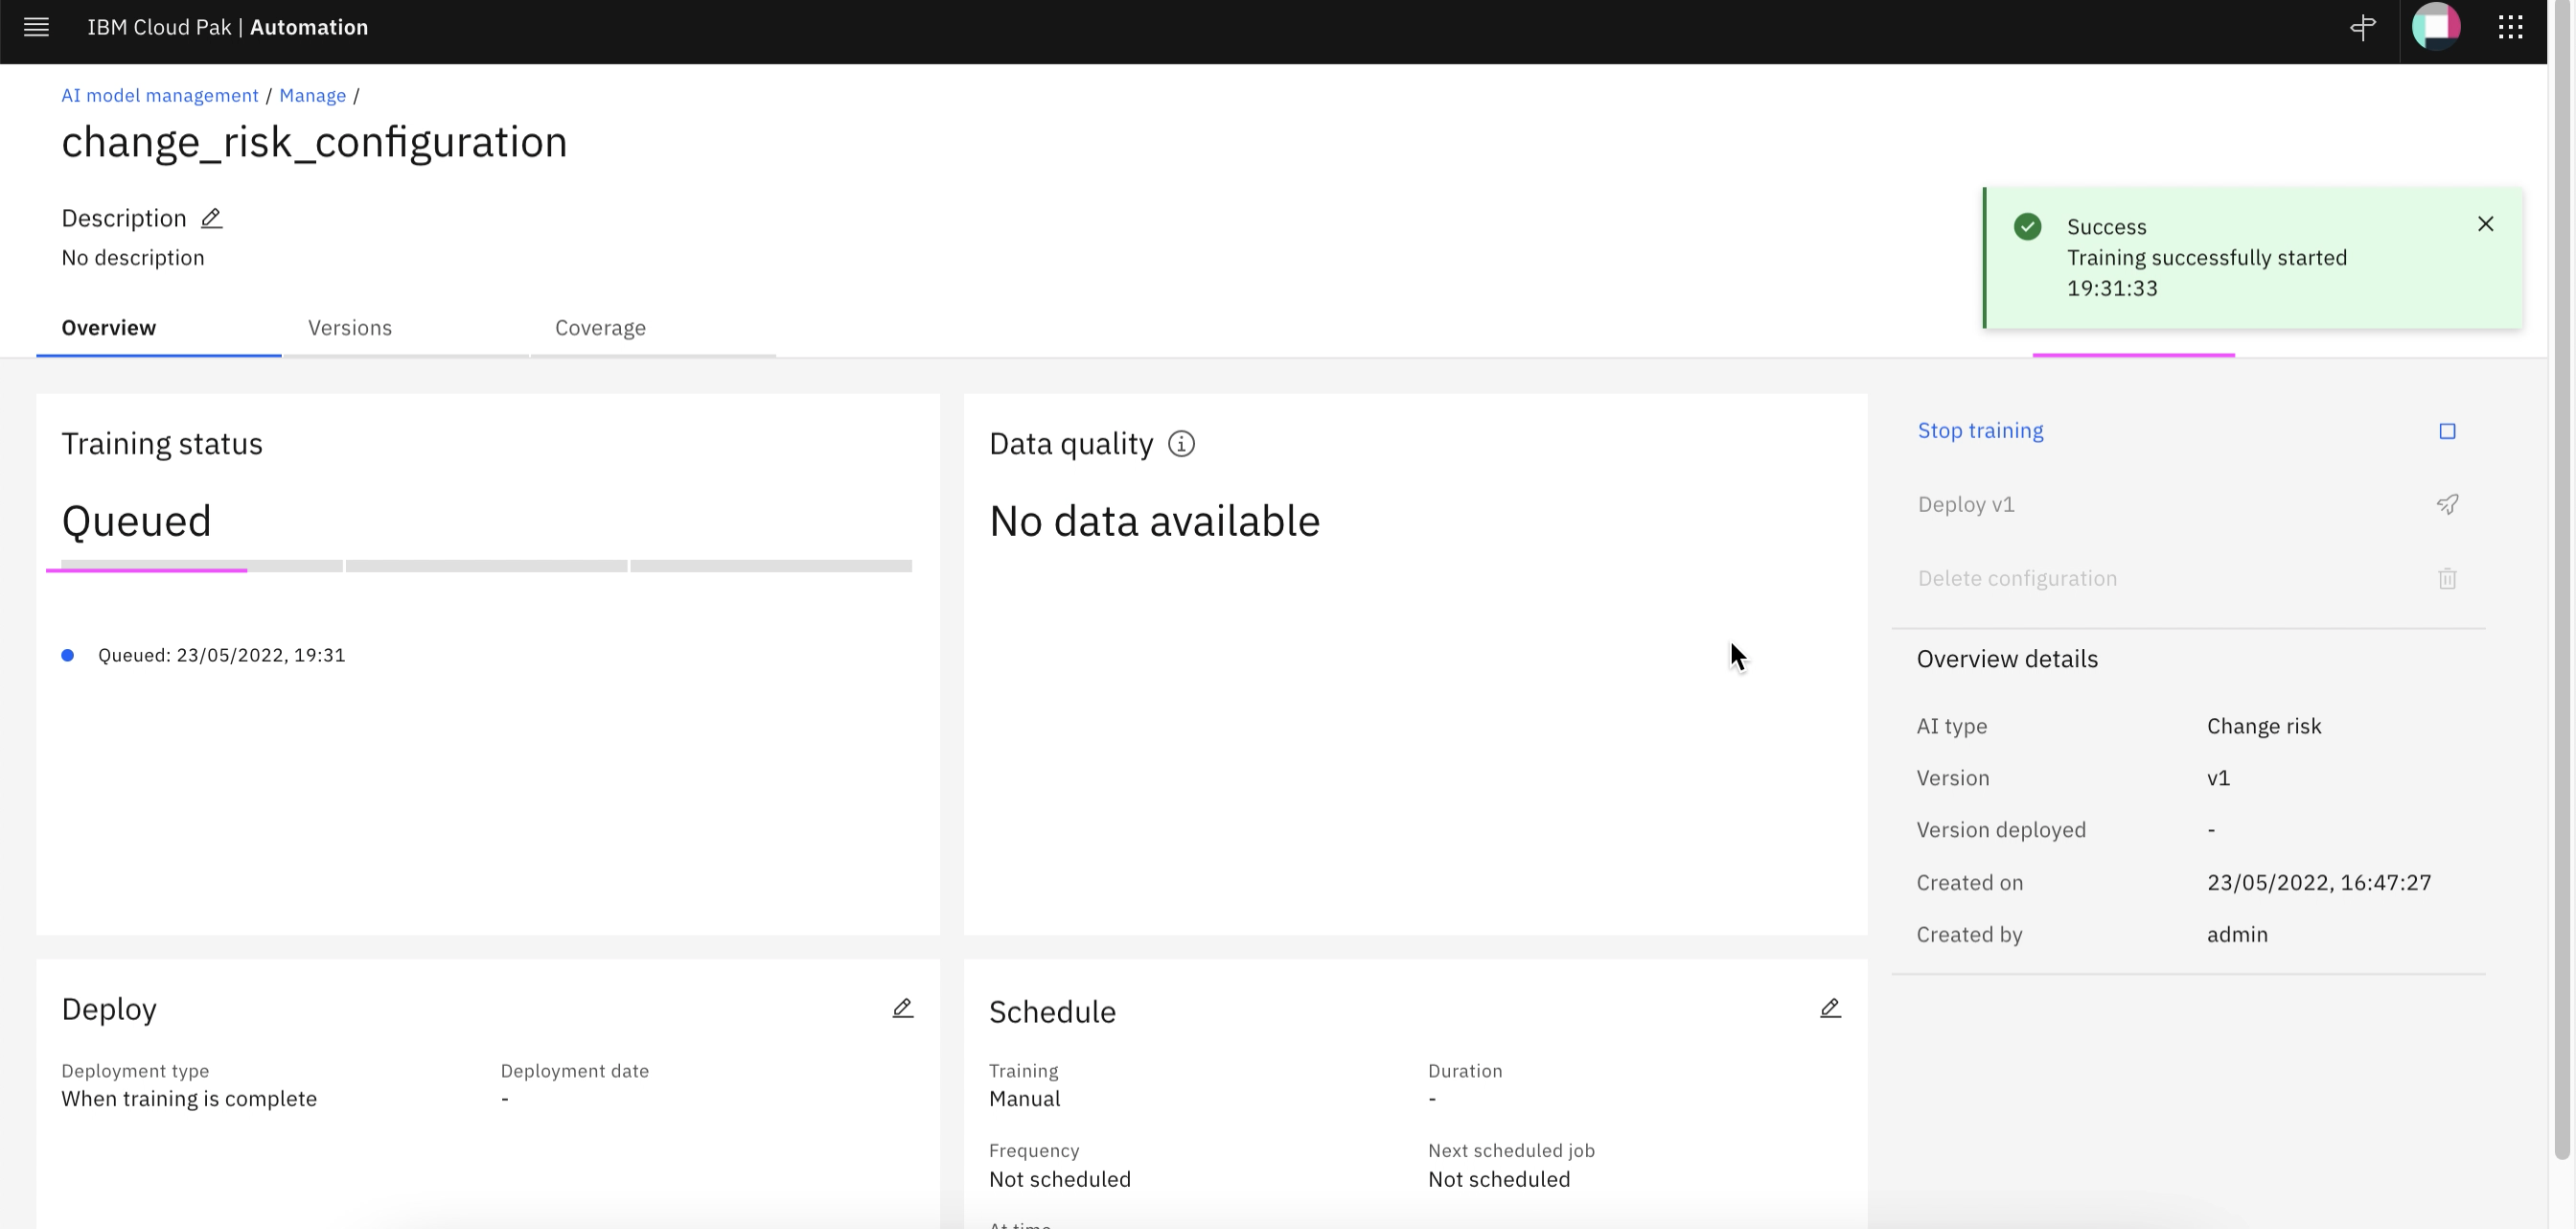 IBM Cloud Pak | Automation
AI model management / Manage /
change_risk_configuration
Description
No description
Success
Training successfully started
19:31:33
Overview
Versions
Coverage
Training status
Queued
Queued: 23/05/2022, 19:31
Data quality
No data available
Stop training
Deploy v1
Delete configuration
Overview details
AI type Change risk
Version v1
Version deployed -
Created on 23/05/2022, 16:47:27
Created by admin
Deploy
Deployment type
When training is complete
Deployment date
-
Schedule
Training
Manual
Duration
-
Frequency
Not scheduled
Next scheduled job
Not scheduled
At time